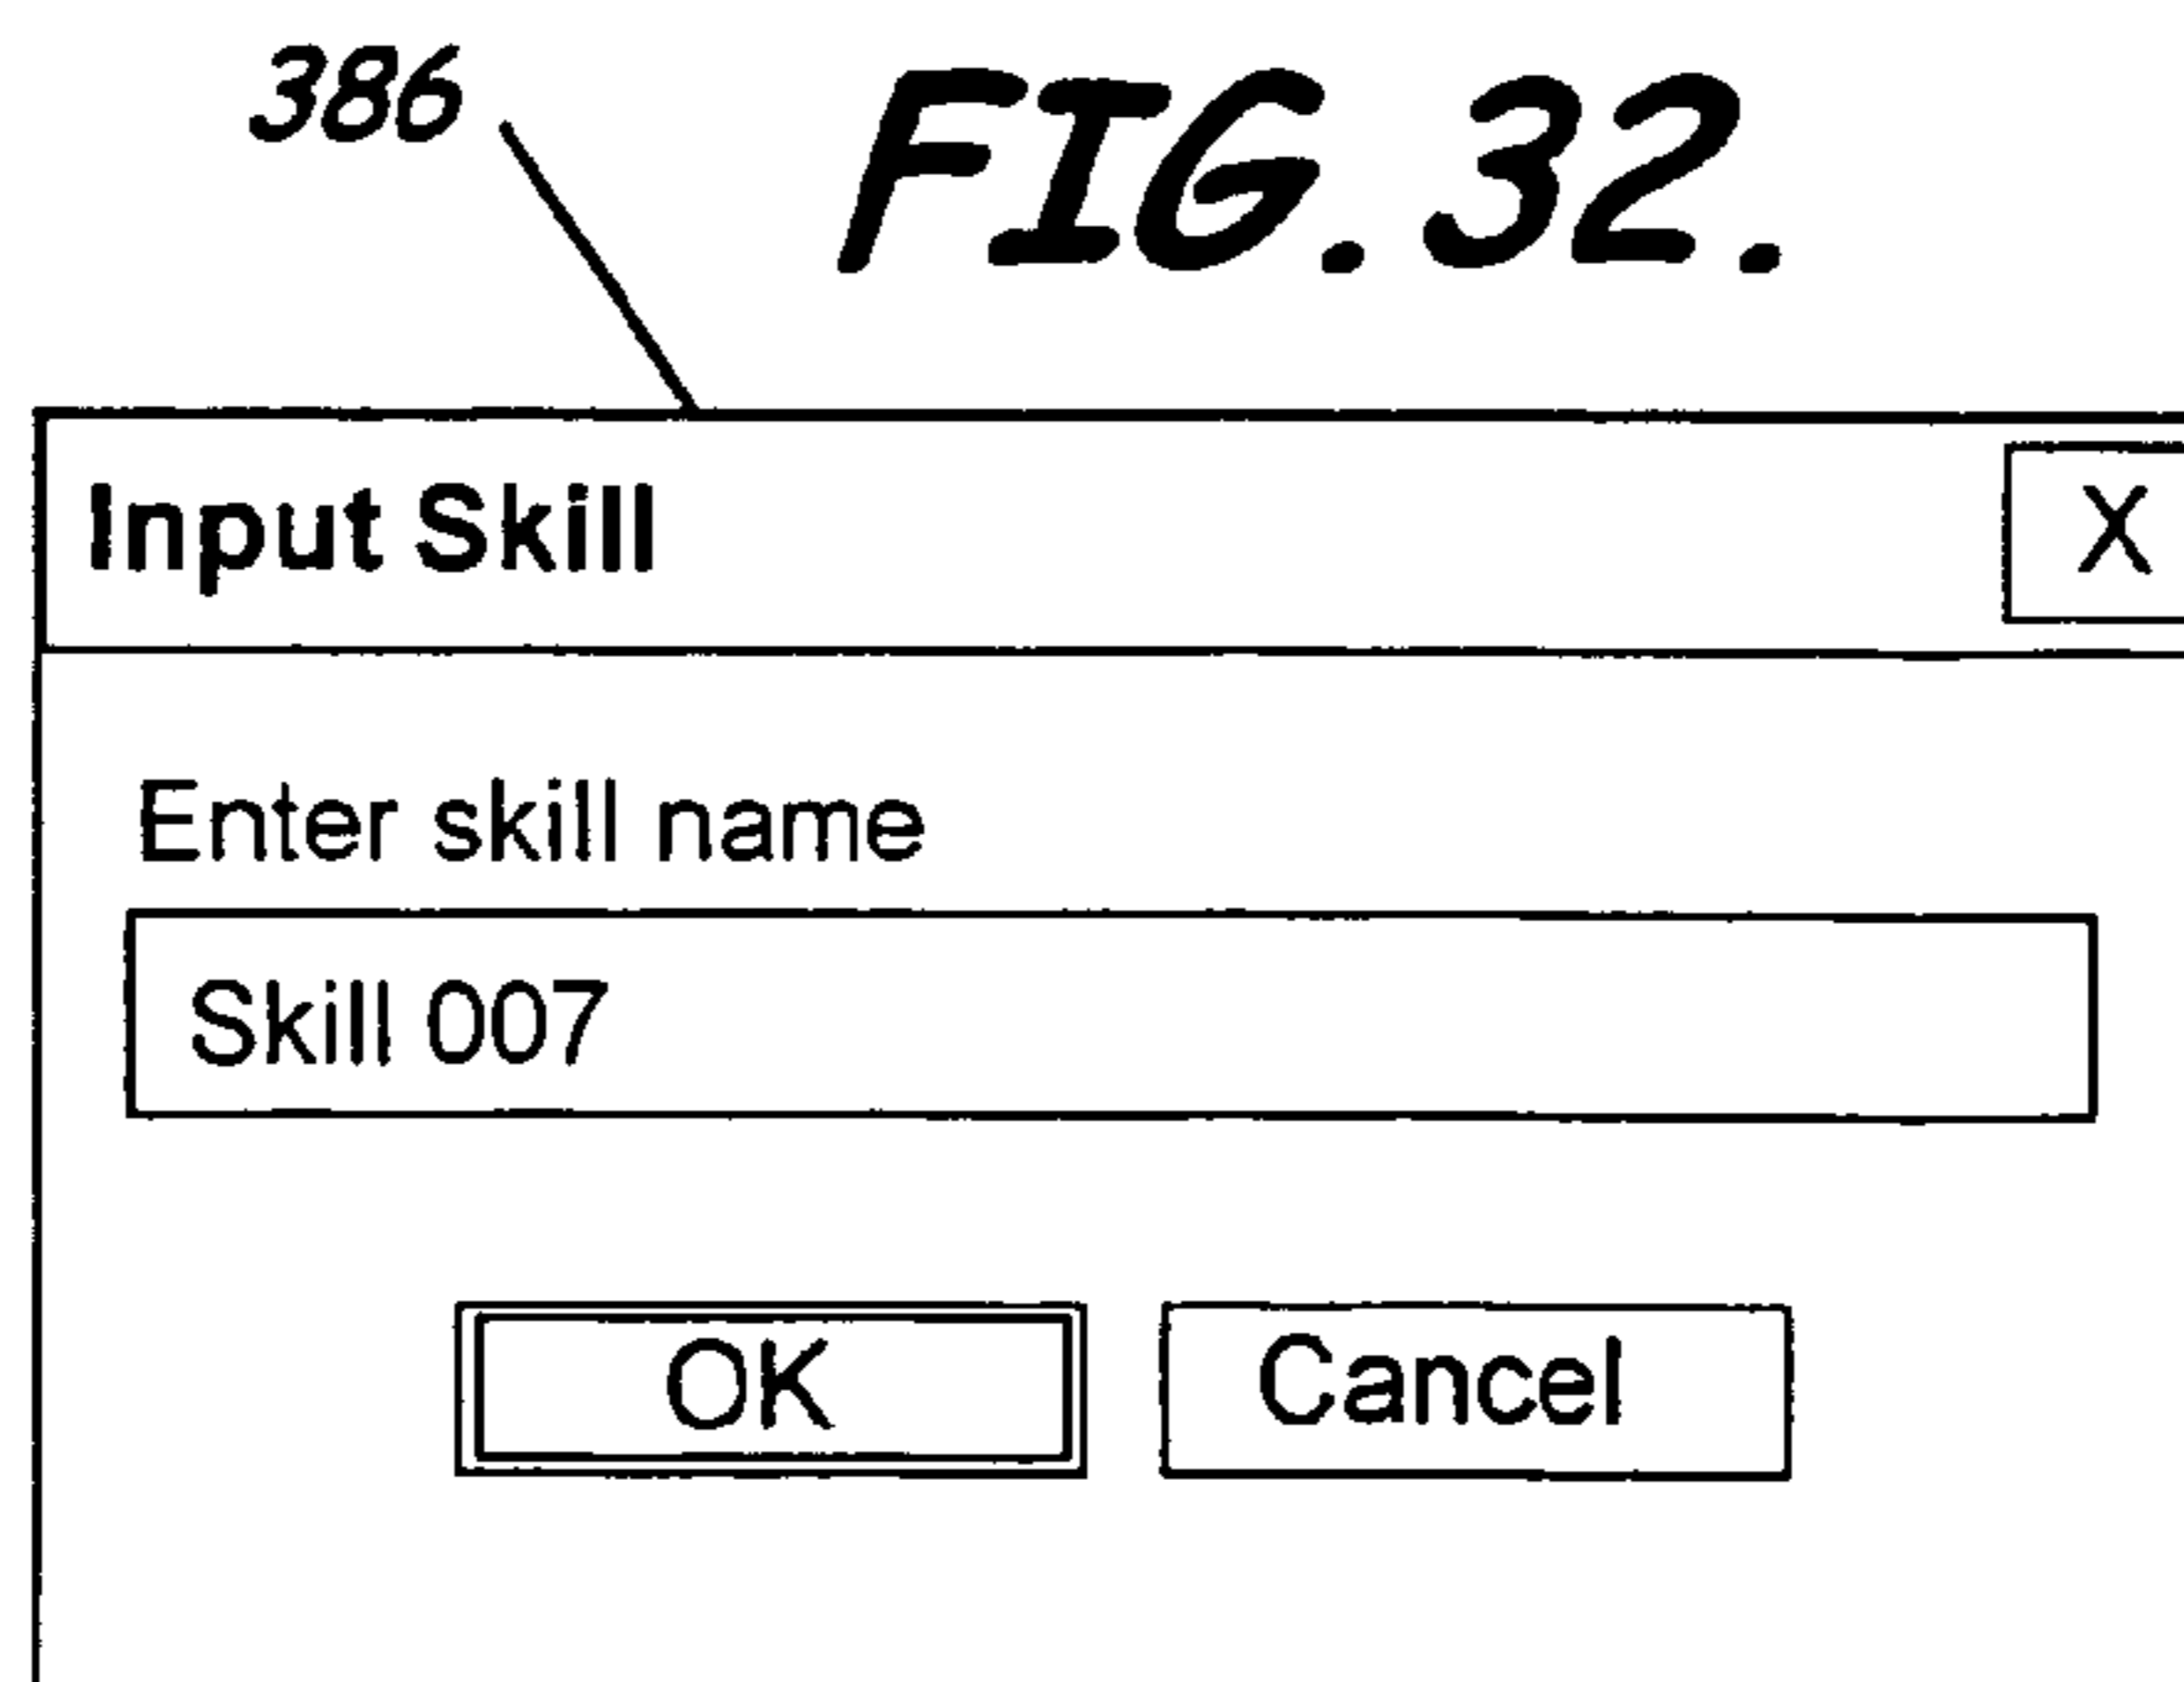 386
FIG. 32.
Input Skill X
Enter skill name
Skill 007
OK Cancel